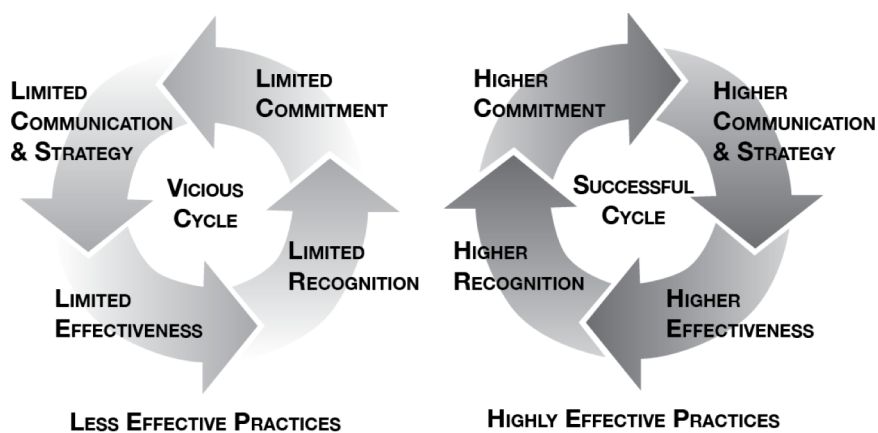 LIMITED
COMMUNICATION
& STRATEGY
LIMITED
COMMITMENT
VICIOUS
CYCLE
LIMITED
EFFECTIVENESS
LIMITED
RECOGNITION
LESS EFFECTIVE PRACTICES
HIGHER
COMMITMENT
HIGHER
COMMUNICATION
& STRATEGY
SUCCESSFUL
CYCLE
HIGHER
RECOGNITION
HIGHER
EFFECTIVENESS
HIGHLY EFFECTIVE PRACTICES